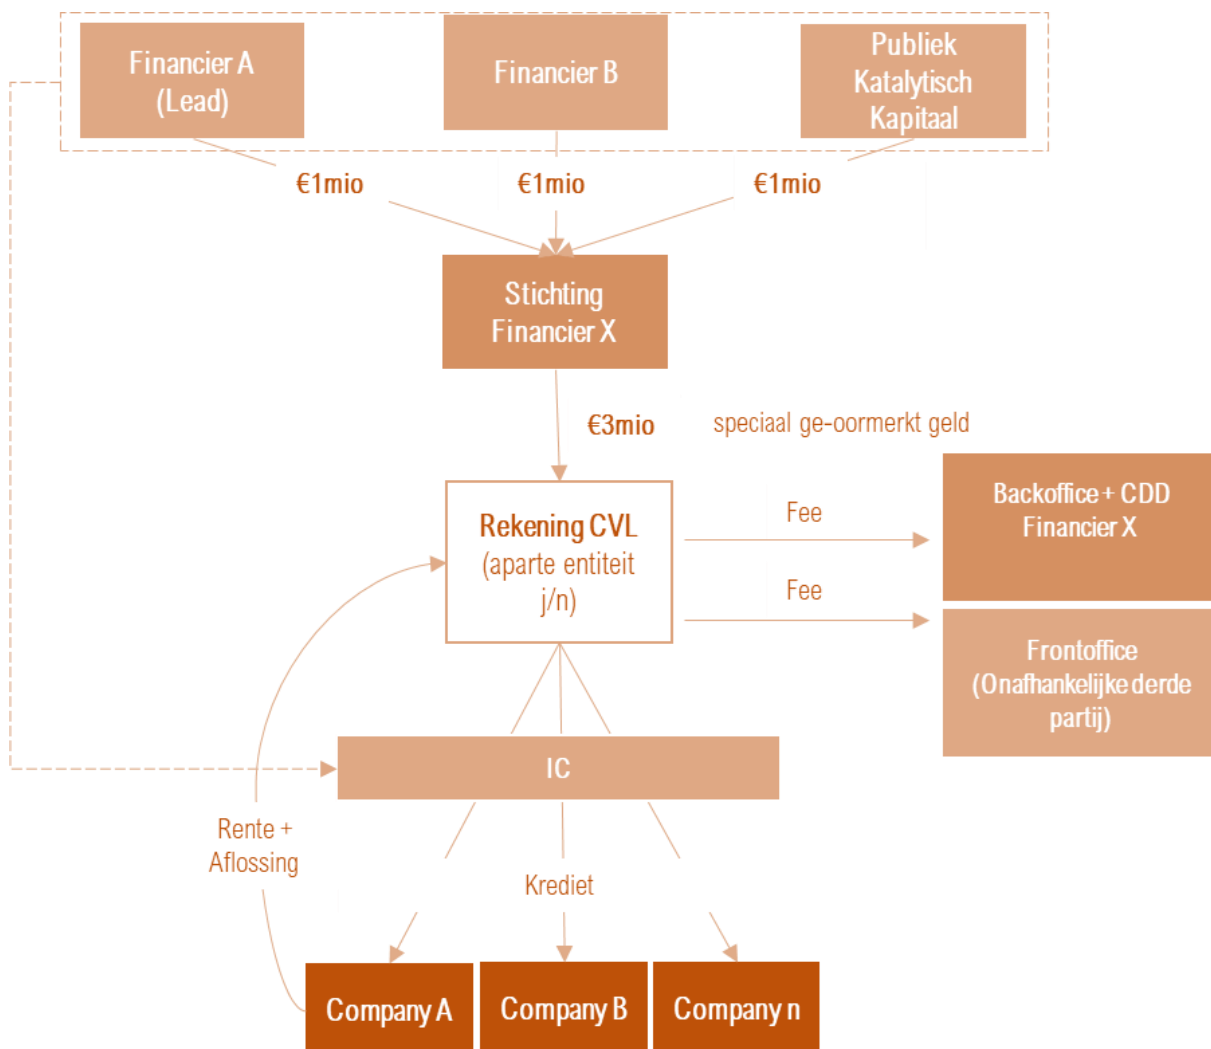 Financier A
(Lead)
Financier B
Publiek
Katalytisch
Kapitaal
€1mio
€1mio
€1mio
Stichting
Financier X
€3mio
speciaal ge-oormerkt geld
Rekening CVL
(aparte entiteit
j/n)
Fee
Backoffice + CDD
Financier X
Fee
Frontoffice
(Onafhankelijke derde
partij)
IC
Rente +
Aflossing
Krediet
Company A
Company B
Company n